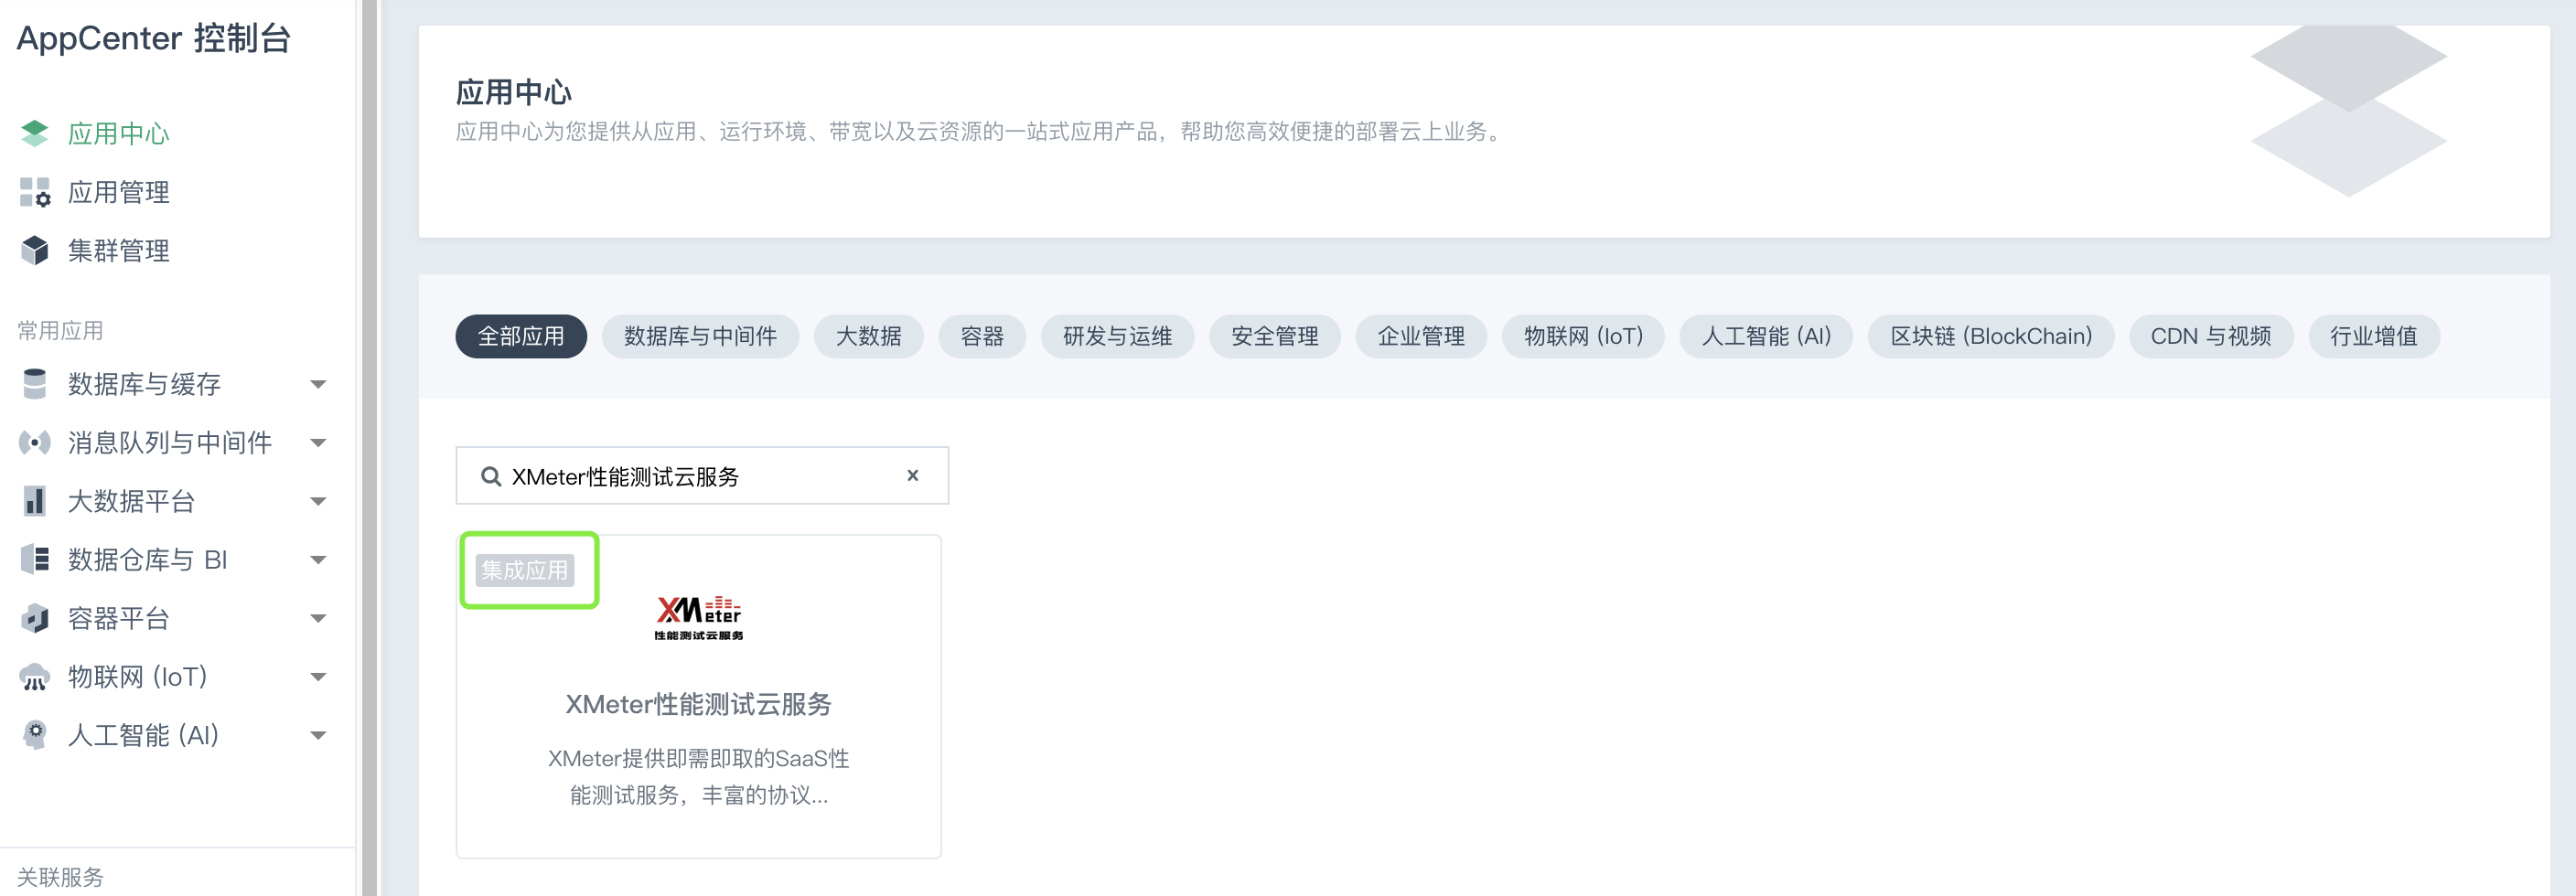 AppCenter 控制台
应用中心
应用管理
集群管理
常用应用
数据库与缓存
消息队列与中间件
大数据平台
数据仓库与 BI
容器平台
物联网 (IoT)
人工智能 (AI)
关联服务
应用中心
应用中心为您提供从应用、运行环境、带宽以及云资源的一站式应用产品，帮助您高效便捷的部署云上业务。
全部应用 数据库与中间件 大数据 容器 研发与运维 安全管理 企业管理 物联网 (IoT) 人工智能 (AI) 区块链 (BlockChain) CDN 与视频 行业增值
XMeter性能测试云服务 ×
集成应用
XMeter
性能测试云服务
XMeter性能测试云服务
XMeter提供即需即取的SaaS性
能测试服务，丰富的协议...